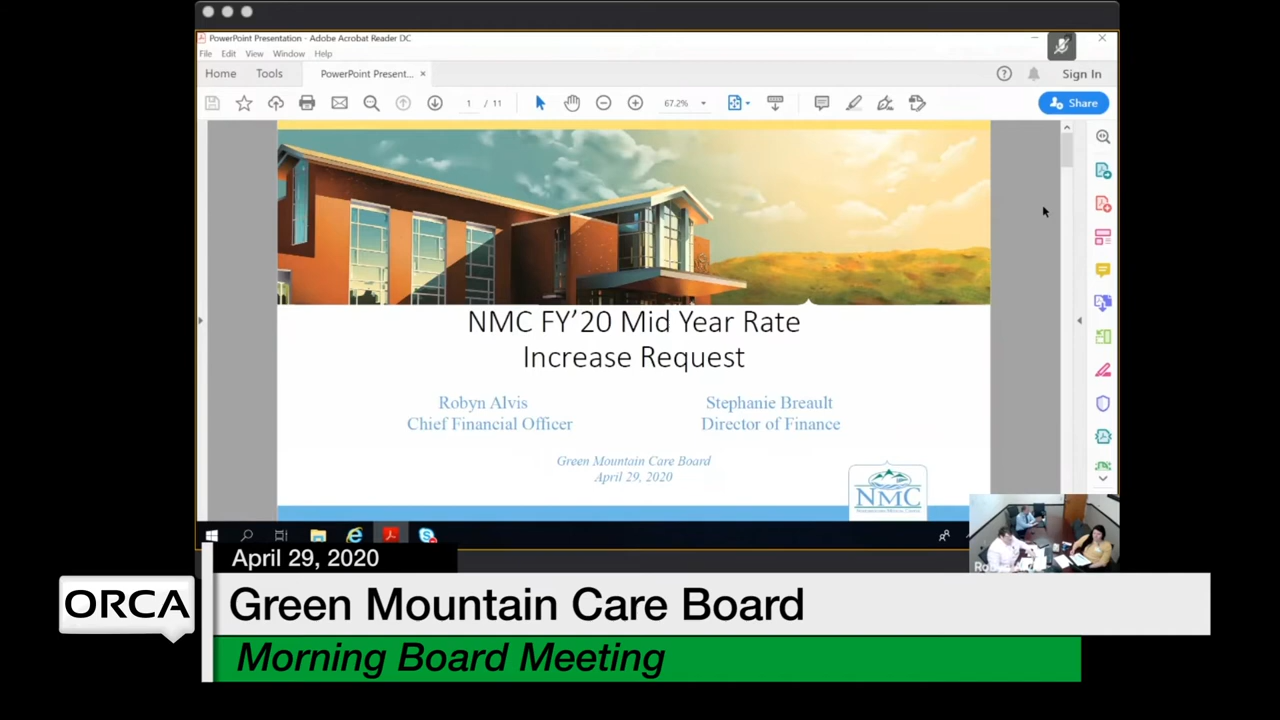 PowerPoint Presentation - Adobe Acrobat Reader DC
File Edit View Window Help
Home Tools PowerPoint Present... Sign In
1 / 11 67.2% Share
NMC FY’20 Mid Year Rate
Increase Request
Robyn Alvis Stephanie Breault
Chief Financial Officer Director of Finance
Green Mountain Care Board
April 29, 2020
NMC
April 29, 2020
ORCA
Green Mountain Care Board
Morning Board Meeting